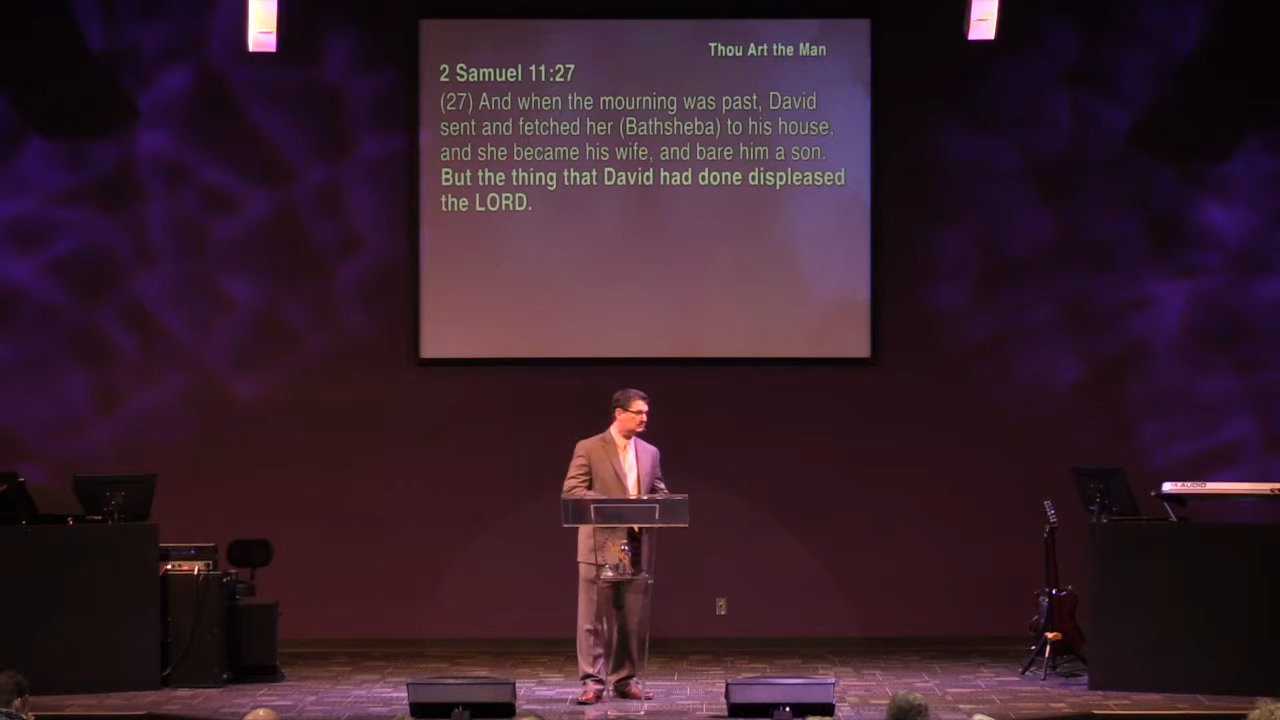 Thou Art the Man
2 Samuel 11:27
(27) And when the mourning was past, David
sent and fetched her (Bathsheba) to his house,
and she became his wife, and bare him a son.
But the thing that David had done displeased
the LORD.
M-AUDIO